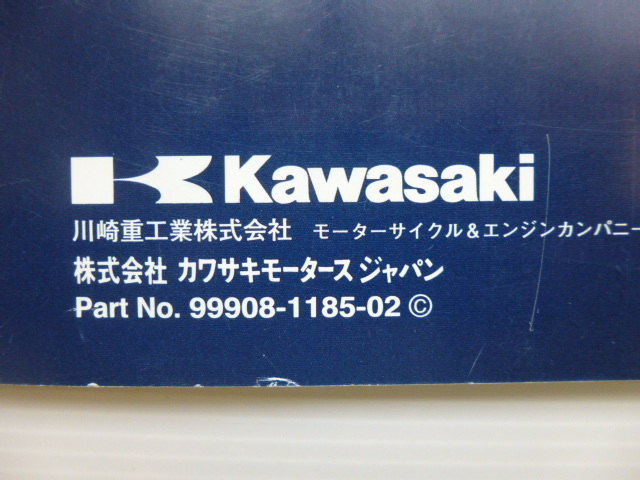 Kawasaki
川崎重工業株式会社 モーターサイクル＆エンジンカンパニー
株式会社 カワサキモータースジャパン
Part No. 99908-1185-02 ©